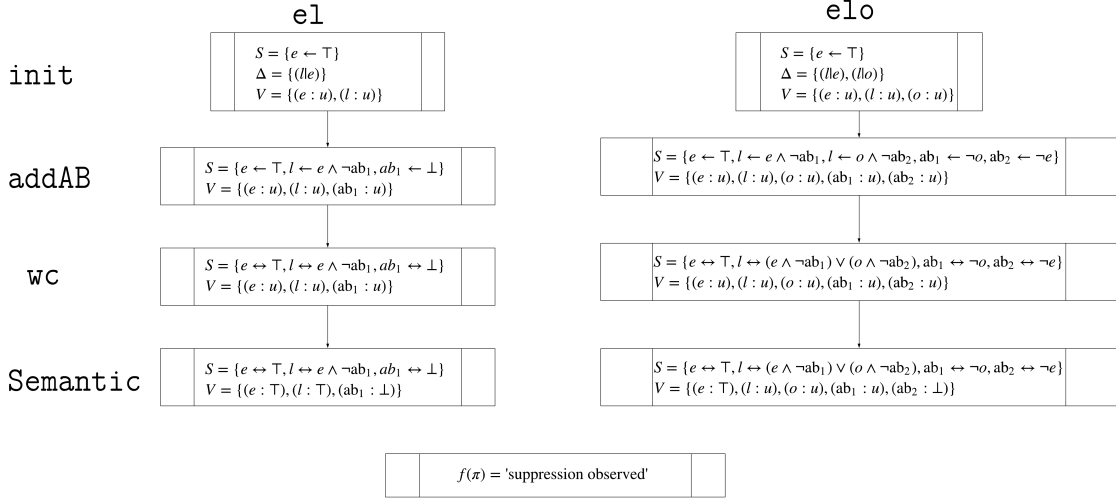 el
elo
init
S = {e ← ⊤}
Δ = {(l|e)}
V = {(e : u), (l : u)}
S = {e ← ⊤}
Δ = {(l|e), (l|o)}
V = {(e : u), (l : u), (o : u)}
addAB
S = {e ← ⊤, l ← e ∧ ¬ab₁, ab₁ ← ⊥}
V = {(e : u), (l : u), (ab₁ : u)}
S = {e ← ⊤, l ← e ∧ ¬ab₁, l ← o ∧ ¬ab₂, ab₁ ← ¬o, ab₂ ← ¬e}
V = {(e : u), (l : u), (o : u), (ab₁ : u), (ab₂ : u)}
wc
S = {e ↔ ⊤, l ↔ e ∧ ¬ab₁, ab₁ ↔ ⊥}
V = {(e : u), (l : u), (ab₁ : u)}
S = {e ↔ ⊤, l ↔ (e ∧ ¬ab₁) ∨ (o ∧ ¬ab₂), ab₁ ↔ ¬o, ab₂ ↔ ¬e}
V = {(e : u), (l : u), (o : u), (ab₁ : u), (ab₂ : u)}
Semantic
S = {e ↔ ⊤, l ↔ e ∧ ¬ab₁, ab₁ ↔ ⊥}
V = {(e : ⊤), (l : ⊤), (ab₁ : ⊥)}
S = {e ↔ ⊤, l ↔ (e ∧ ¬ab₁) ∨ (o ∧ ¬ab₂), ab₁ ↔ ¬o, ab₂ ↔ ¬e}
V = {(e : ⊤), (l : u), (o : u), (ab₁ : u), (ab₂ : ⊥)}
f(π) = 'suppression observed'